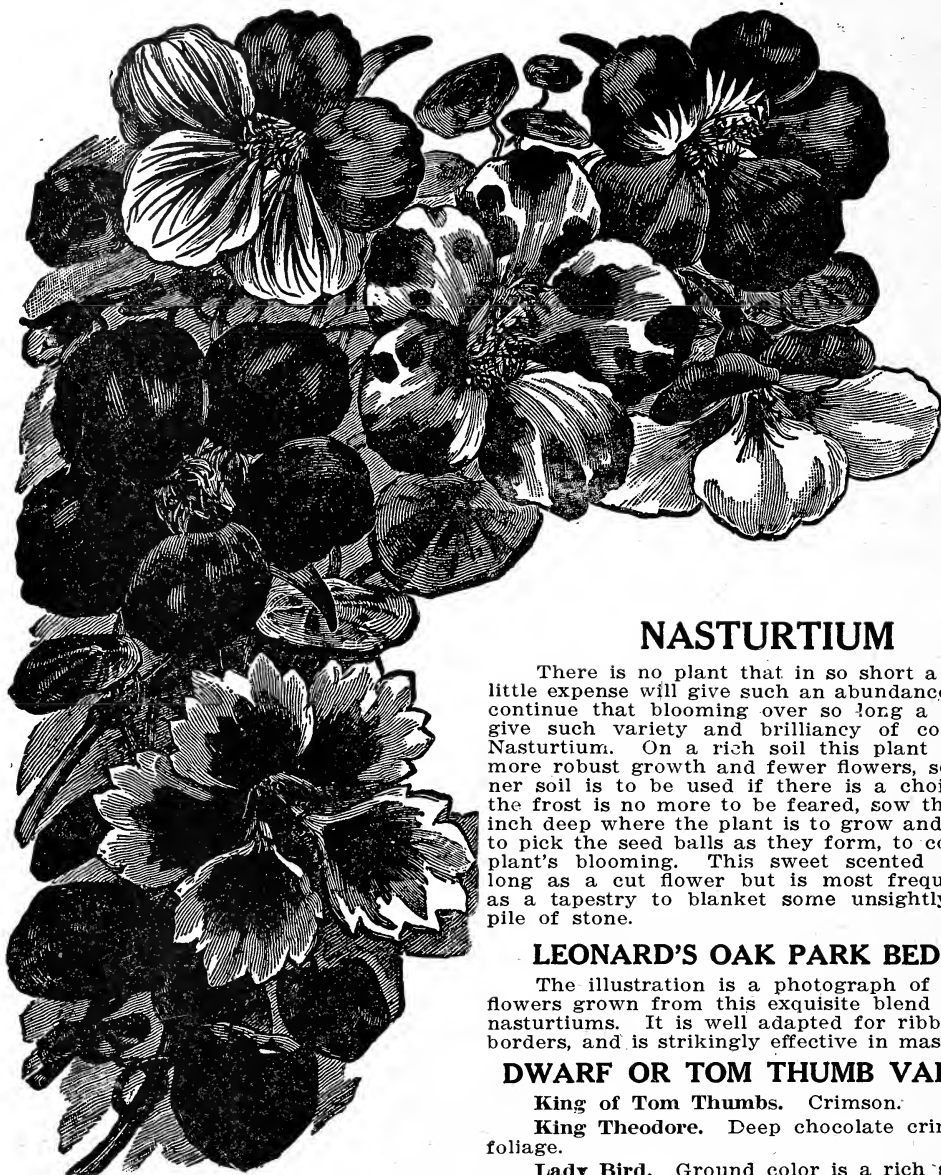 NASTURTIUM
There is no plant that in so short a
little expense will give such an abundance
continue that blooming over so long a
give such variety and brilliancy of co
Nasturtium. On a rich soil this plant
more robust growth and fewer flowers, s
ner soil is to be used if there is a choi
the frost is no more to be feared, sow th
inch deep where the plant is to grow and
to pick the seed balls as they form, to co
plant's blooming. This sweet scented
long as a cut flower but is most frequ
as a tapestry to blanket some unsightly
pile of stone.
LEONARD'S OAK PARK BED
The illustration is a photograph of
flowers grown from this exquisite blend
nasturtiums. It is well adapted for ribb
borders, and is strikingly effective in mas
DWARF OR TOM THUMB VA
King of Tom Thumbs. Crimson.
King Theodore. Deep chocolate crim
foliage.
Lady Bird. Ground color is a rich